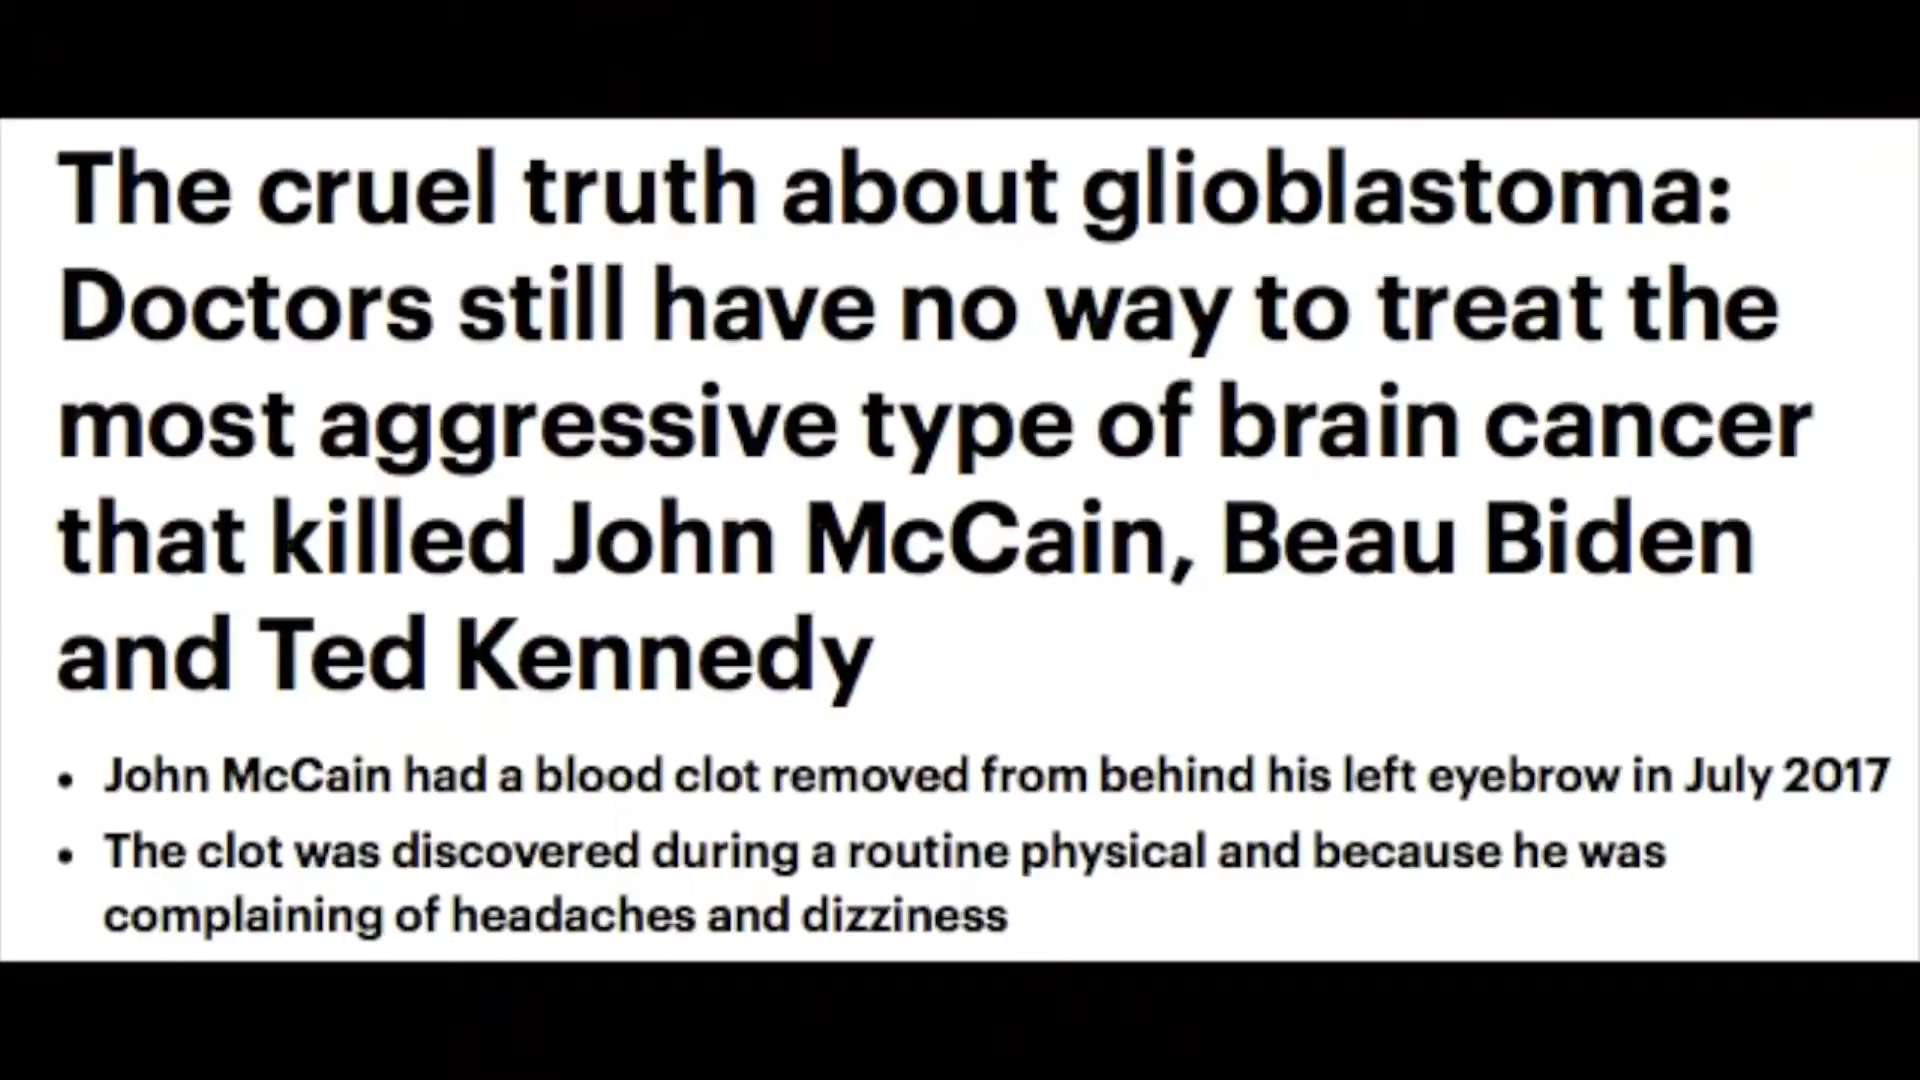 The cruel truth about glioblastoma:
Doctors still have no way to treat the
most aggressive type of brain cancer
that killed John McCain, Beau Biden
and Ted Kennedy
• John McCain had a blood clot removed from behind his left eyebrow in July 2017
• The clot was discovered during a routine physical and because he was
complaining of headaches and dizziness